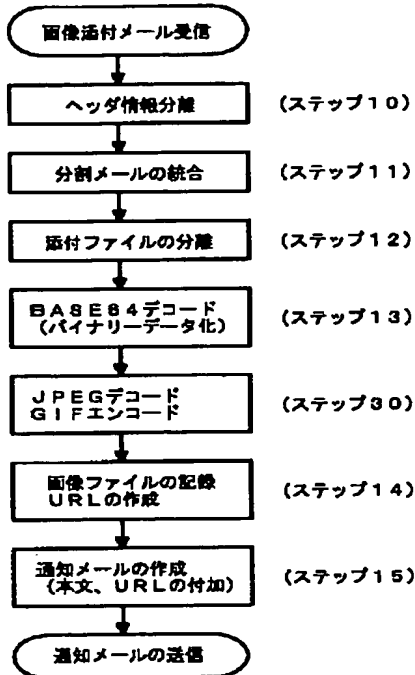 画像添付メール受信
ヘッダ情報分離 (ステップ10)
分割メールの統合 (ステップ11)
添付ファイルの分離 (ステップ12)
BASE64デコード
(バイナリーデータ化) (ステップ13)
JPEGデコード
GIFエンコード (ステップ30)
画像ファイルの記録
URLの作成 (ステップ14)
通知メールの作成
(本文、URLの付加) (ステップ15)
通知メールの送信